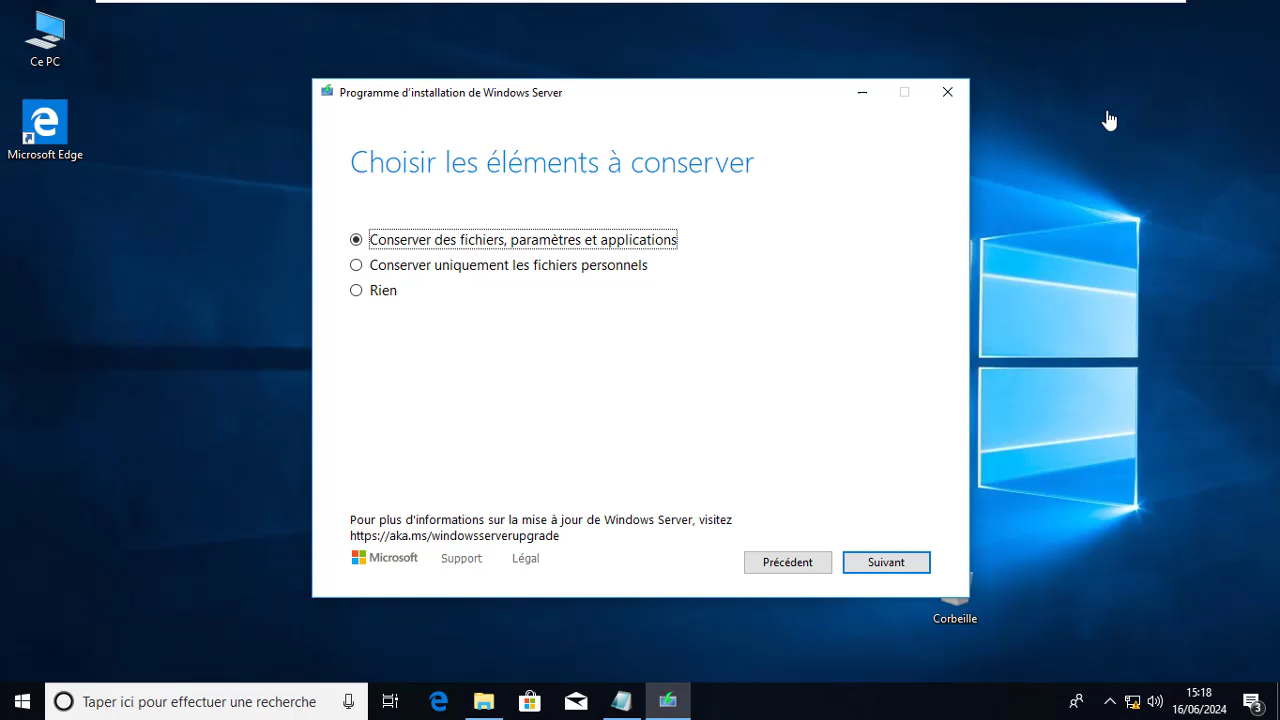 Ce PC
Microsoft Edge
Programme d'installation de Windows Server
Choisir les éléments à conserver
Conserver des fichiers, paramètres et applications
Conserver uniquement les fichiers personnels
Rien
Pour plus d'informations sur la mise à jour de Windows Server, visitez
https://aka.ms/windowsserverupgrade
Microsoft Support Légal
Précédent Suivant
Corbeille
Taper ici pour effectuer une recherche
15:18
16/06/2024
3